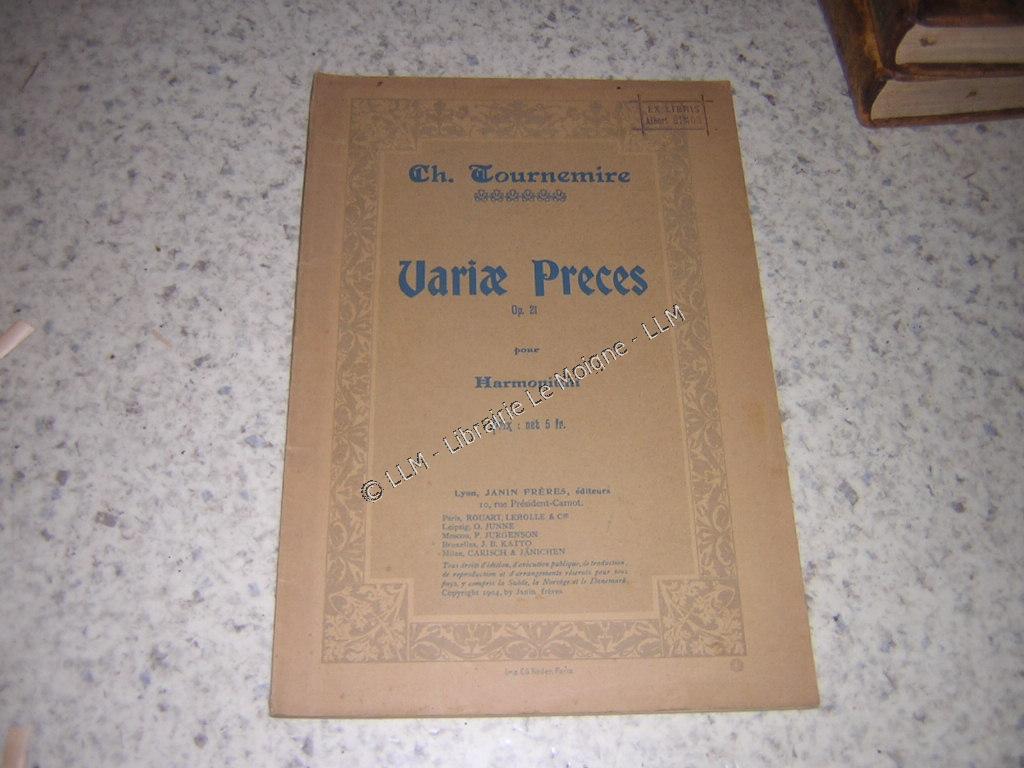 EX-LIBRIS
Albert
Ch. Tournemire
Variæ Preces
Op. 21
pour
Harmonium
Prix : net 5 fr.
© LLM - Librairie Le Moigne - LLM
Lyon, JANIN FRÈRES, éditeurs
10, rue Président-Carnot.
Paris, ROUART, LEROLLE & Cie
Leipzig, O. JUNNE
Moscou, P. JURGENSON
Bruxelles, J. B. KATTO
Milan, CARISCH & JÄNICHEN
Tous droits d'édition, d'exécution publique, de traduction,
de reproduction et d'arrangements réservés pour tous
pays, y compris la Suède, la Norvège et le Danemark.
Copyright 1904, by Janin frères
Paris